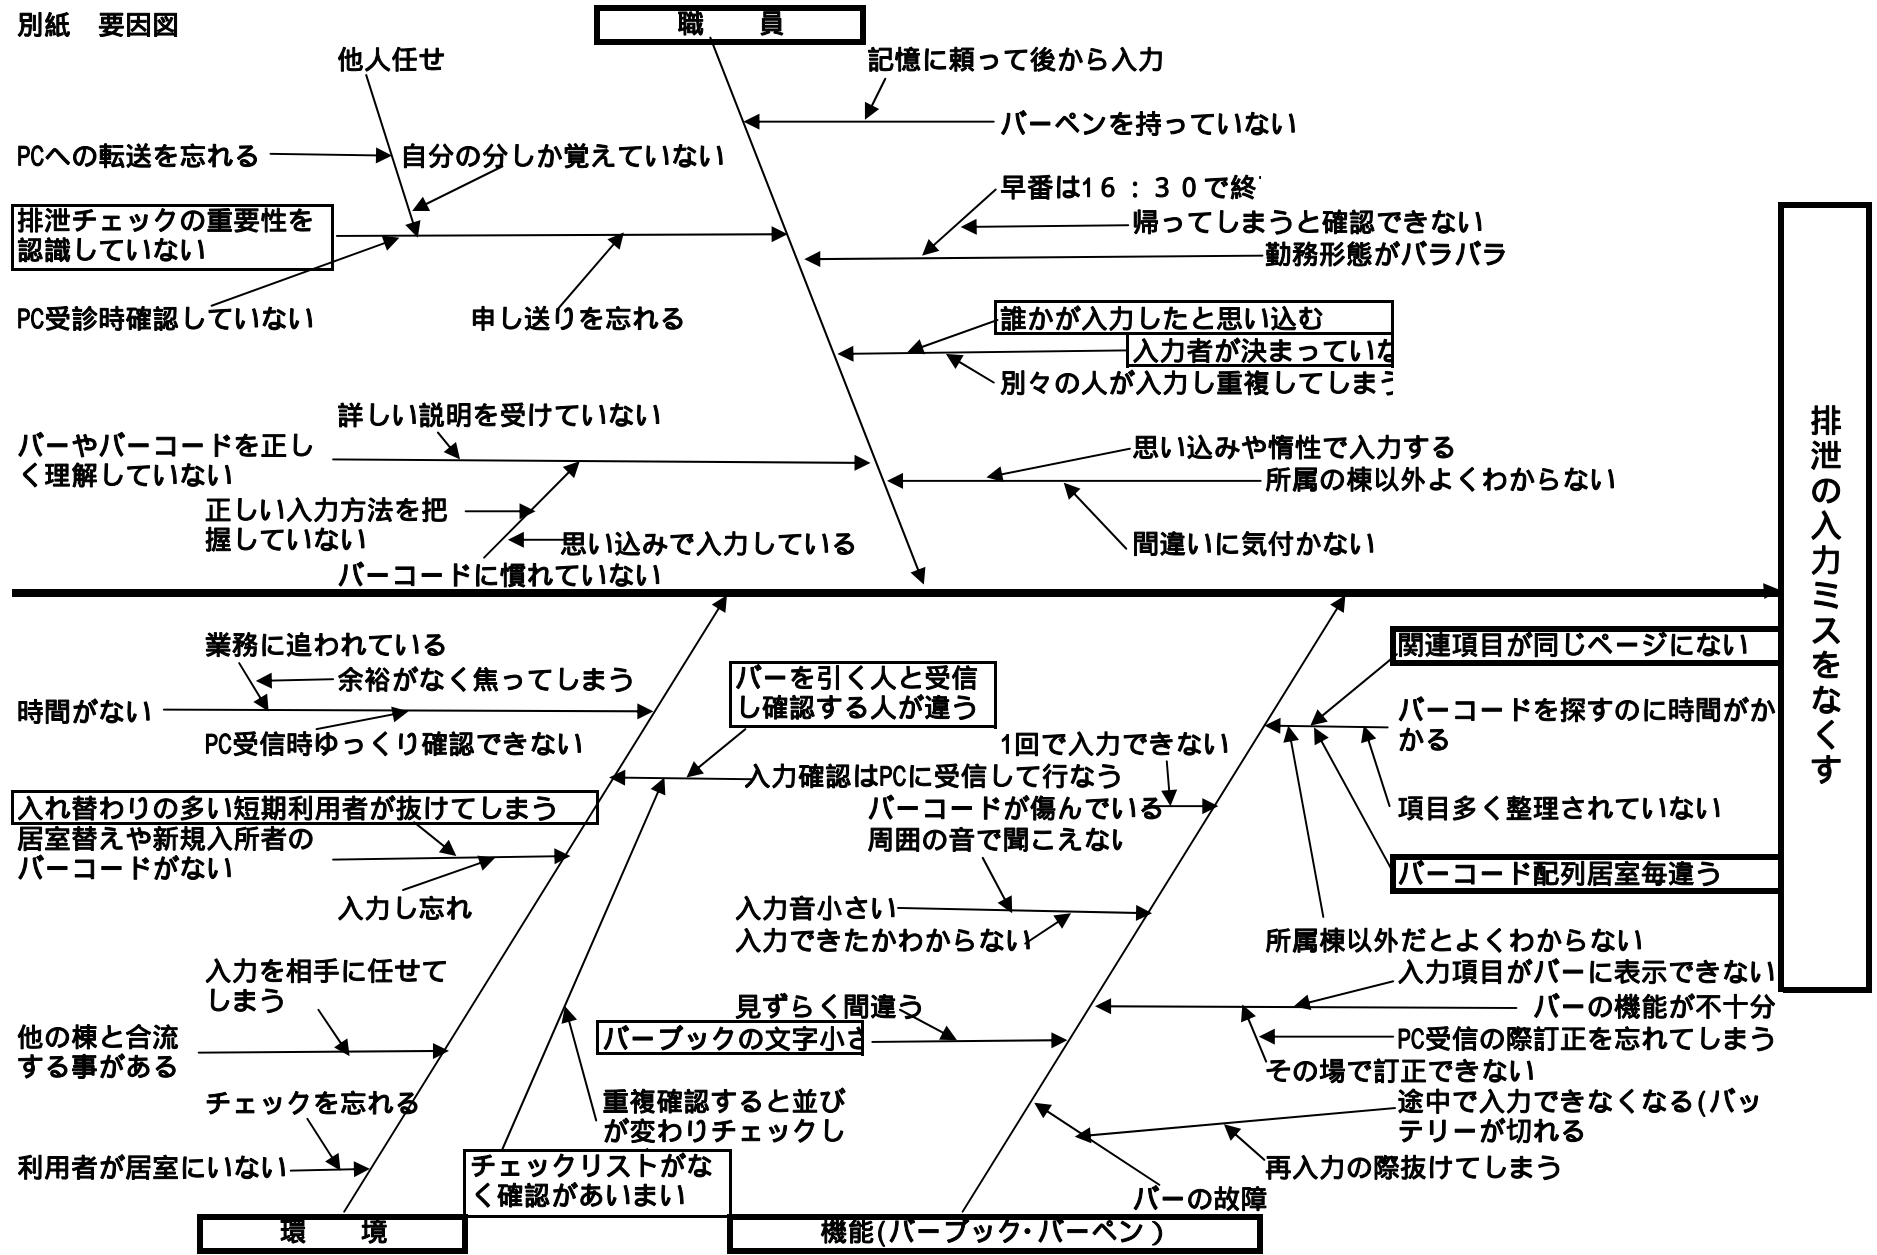 別紙　要因図
職　　員
他人任せ
記憶に頼って後から入力
バーペンを持っていない
PCへの転送を忘れる
自分の分しか覚えていない
早番は16：30で終
排泄チェックの重要性を
認識していない
帰ってしまうと確認できない
勤務形態がバラバラ
PC受診時確認していない
申し送りを忘れる
誰かが入力したと思い込む
入力者が決まっていな
別々の人が入力し重複してしまう
詳しい説明を受けていない
バーやバーコードを正し
く理解していない
思い込みや惰性で入力する
所属の棟以外よくわからない
正しい入力方法を把
握していない
思い込みで入力している
間違いに気付かない
バーコードに慣れていない
排泄の入力ミスをなくす
業務に追われている
余裕がなく焦ってしまう
時間がない
PC受信時ゆっくり確認できない
バーを引く人と受信
し確認する人が違う
関連項目が同じページにない
バーコードを探すのに時間がか
かる
1回で入力できない
入力確認はPCに受信して行なう
入れ替わりの多い短期利用者が抜けてしまう
バーコードが傷んでいる
項目多く整理されていない
居室替えや新規入所者の
バーコードがない
周囲の音で聞こえない
バーコード配列居室毎違う
入力し忘れ
入力音小さい
入力できたかわからない
所属棟以外だとよくわからない
入力を相手に任せて
しまう
入力項目がバーに表示できない
見ずらく間違う
バーの機能が不十分
バーブックの文字小さ
他の棟と合流
する事がある
PC受信の際訂正を忘れてしまう
その場で訂正できない
チェックを忘れる
重複確認すると並び
が変わりチェックし
途中で入力できなくなる(バッ
テリーが切れる
利用者が居室にいない
チェックリストがな
く確認があいまい
再入力の際抜けてしまう
バーの故障
環　　境
機能(バーブック･バーペン）